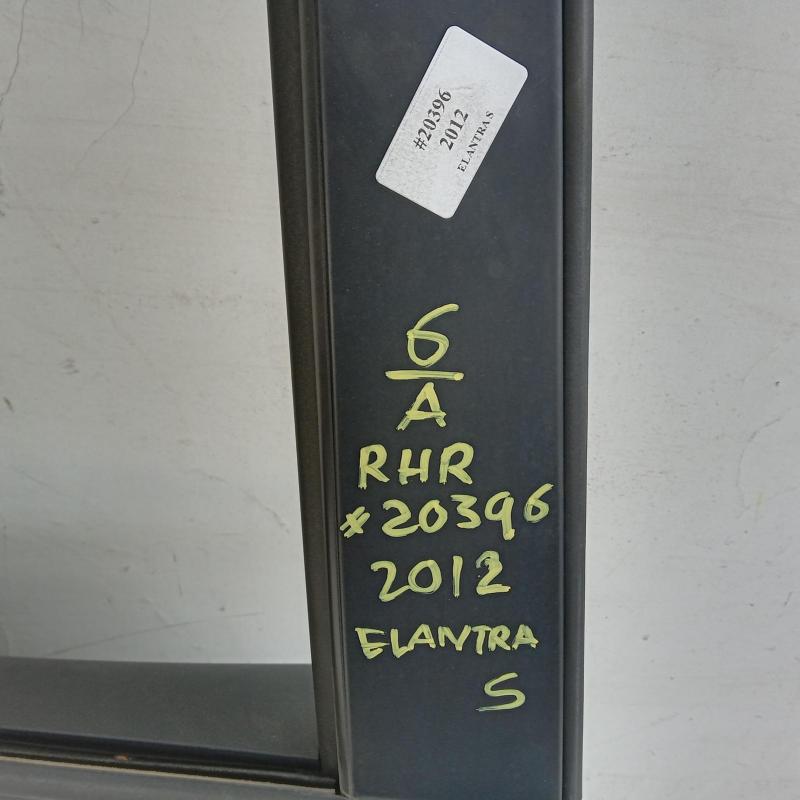 #20396
2012
ELANTRA S
6
A
RHR
#20396
2012
ELANTRA
S